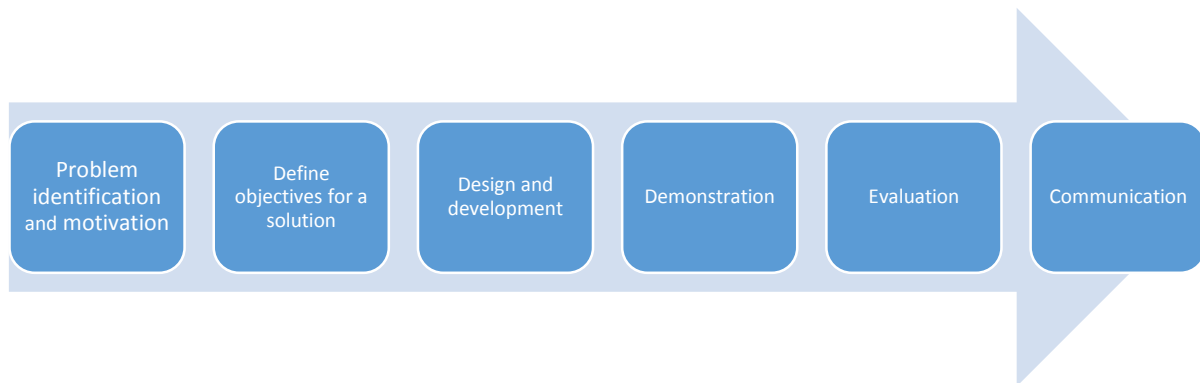 Problem
identification
and motivation
Define
objectives for a
solution
Design and
development
Demonstration
Evaluation
Communication